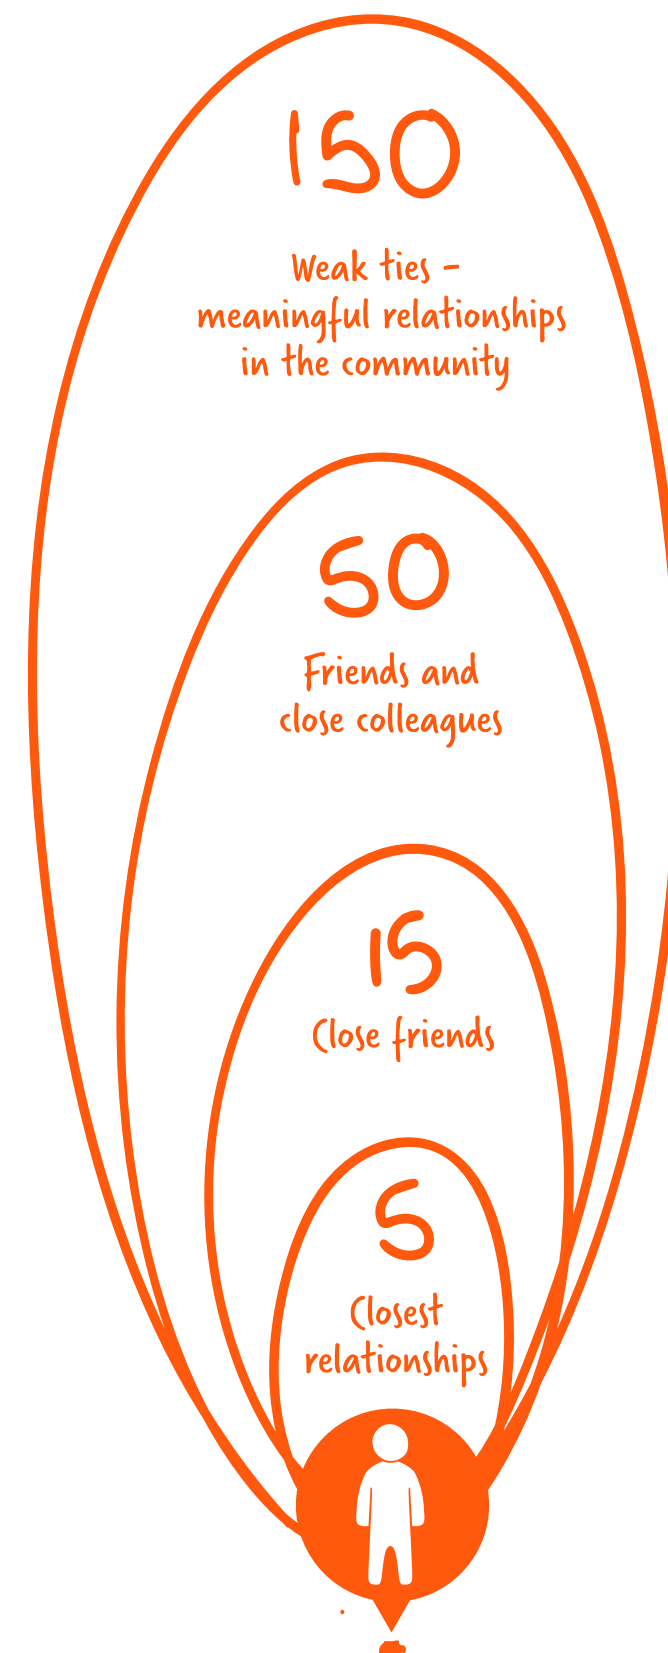 150
Weak ties –
meaningful relationships
in the community
50
Friends and
close colleagues
15
Close friends
5
Closest
relationships